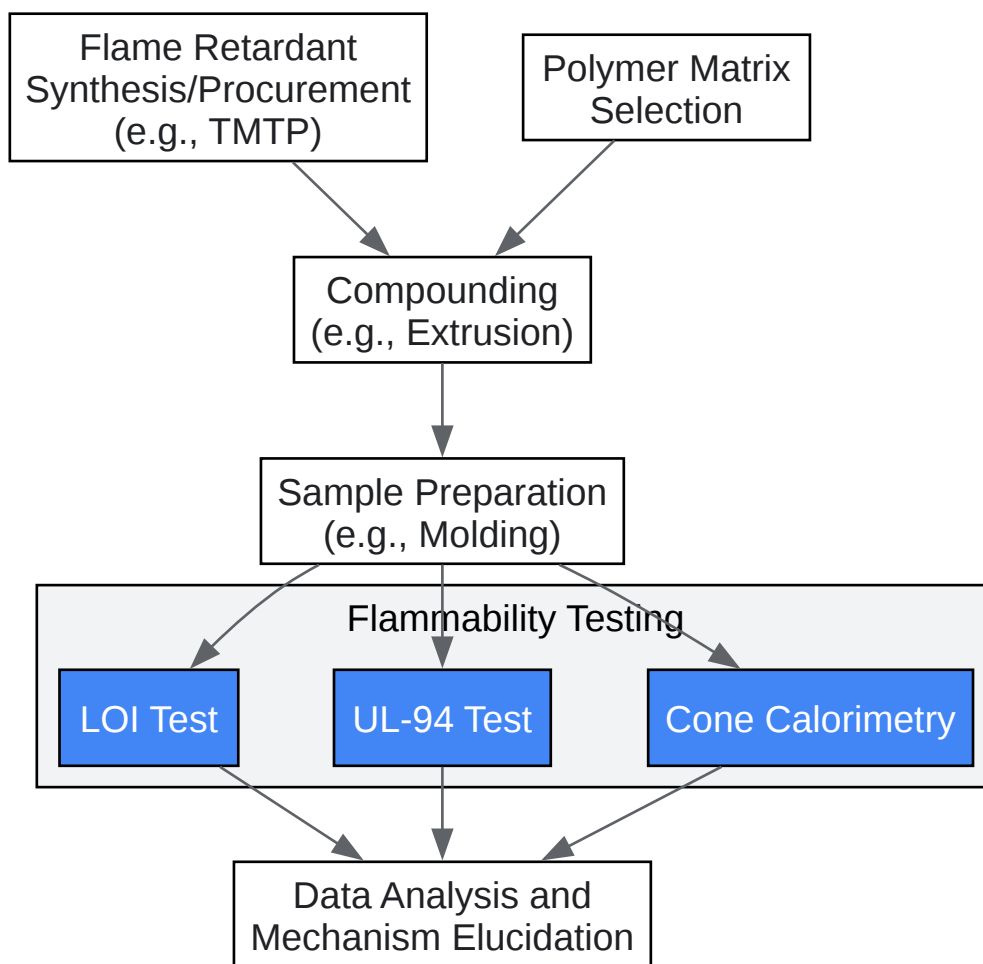 Flame Retardant
Synthesis/Procurement
(e.g., TMTP)
Polymer Matrix
Selection
Compounding
(e.g., Extrusion)
Sample Preparation
(e.g., Molding)
Flammability Testing
LOI Test
UL-94 Test
Cone Calorimetry
Data Analysis and
Mechanism Elucidation